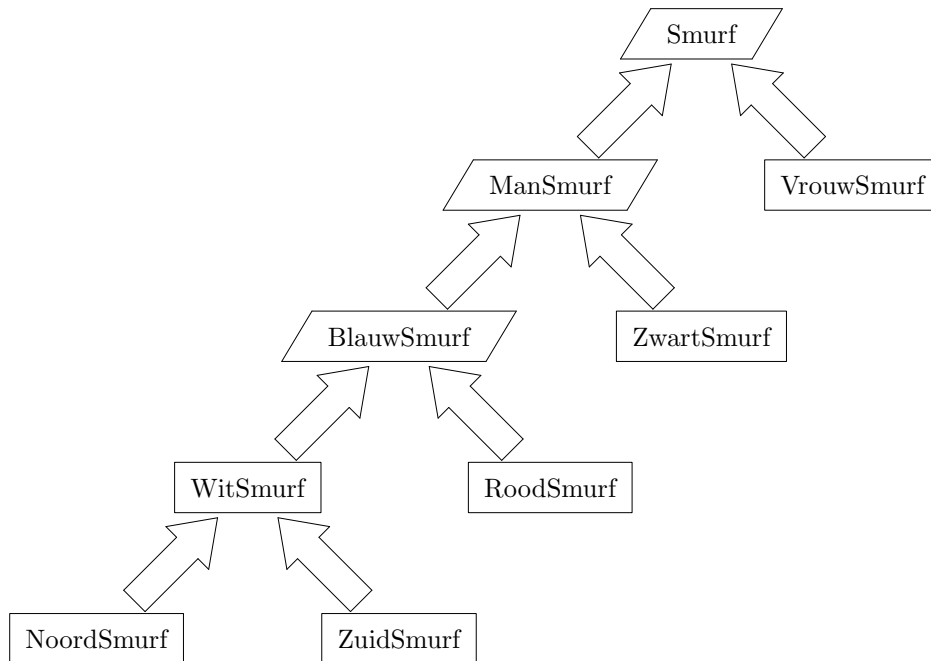 Smurf
ManSmurf
VrouwSmurf
BlauwSmurf
ZwartSmurf
WitSmurf
RoodSmurf
NoordSmurf
ZuidSmurf